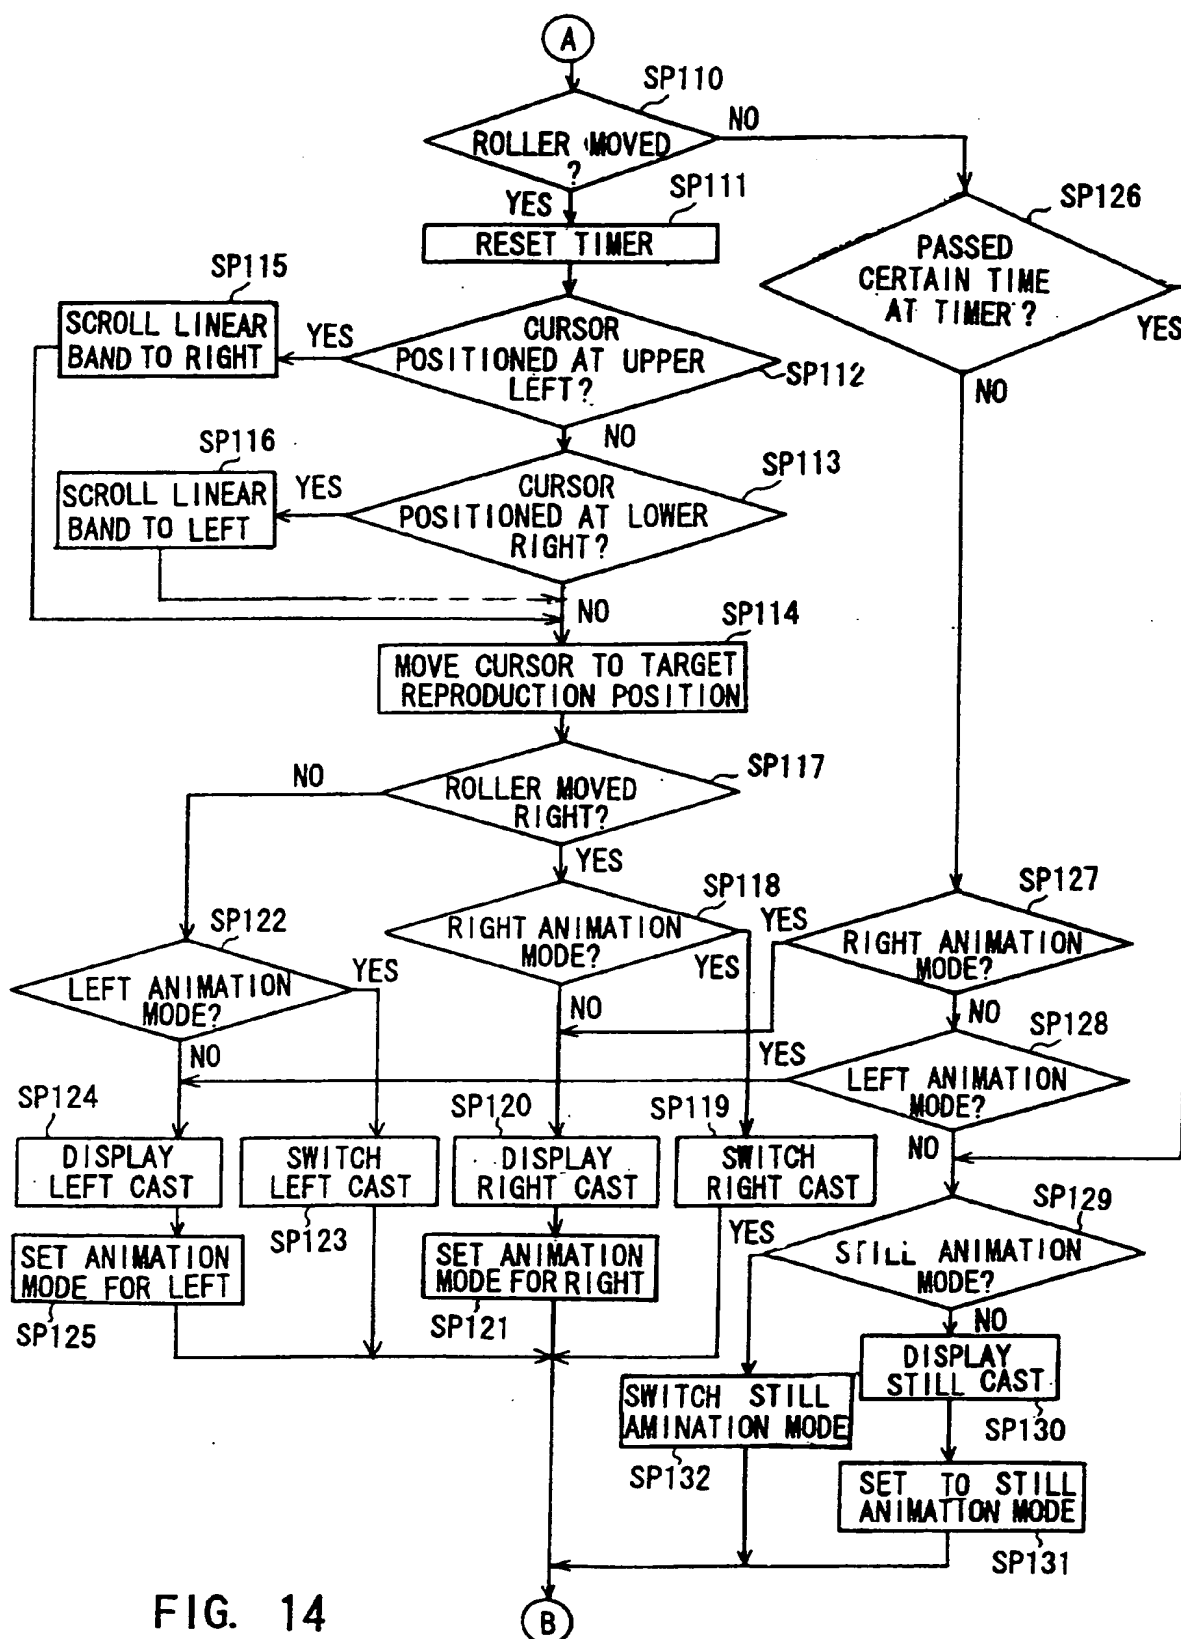 A
SP110
ROLLER MOVED
?
NO
YES
SP111
RESET TIMER
SP126
PASSED
CERTAIN TIME
AT TIMER?
YES
NO
SP115
SCROLL LINEAR
BAND TO RIGHT
YES
CURSOR
POSITIONED AT UPPER
LEFT?
SP112
NO
SP116
SCROLL LINEAR
BAND TO LEFT
YES
CURSOR
POSITIONED AT LOWER
RIGHT?
SP113
NO
SP114
MOVE CURSOR TO TARGET
REPRODUCTION POSITION
NO
ROLLER MOVED
RIGHT?
SP117
YES
SP118
RIGHT ANIMATION
MODE?
YES
NO
SP127
YES
RIGHT ANIMATION
MODE?
NO
SP122
LEFT ANIMATION
MODE?
YES
NO
SP128
YES
LEFT ANIMATION
MODE?
NO
SP124
DISPLAY
LEFT CAST
SWITCH
LEFT CAST
SP123
SP120
DISPLAY
RIGHT CAST
SP119
SWITCH
RIGHT CAST
SET ANIMATION
MODE FOR LEFT
SP125
SET ANIMATION
MODE FOR RIGHT
SP121
SP129
YES
STILL ANIMATION
MODE?
NO
DISPLAY
STILL CAST
SP130
SWITCH STILL
AMINATION MODE
SP132
SET TO STILL
ANIMATION MODE
SP131
B
FIG. 14